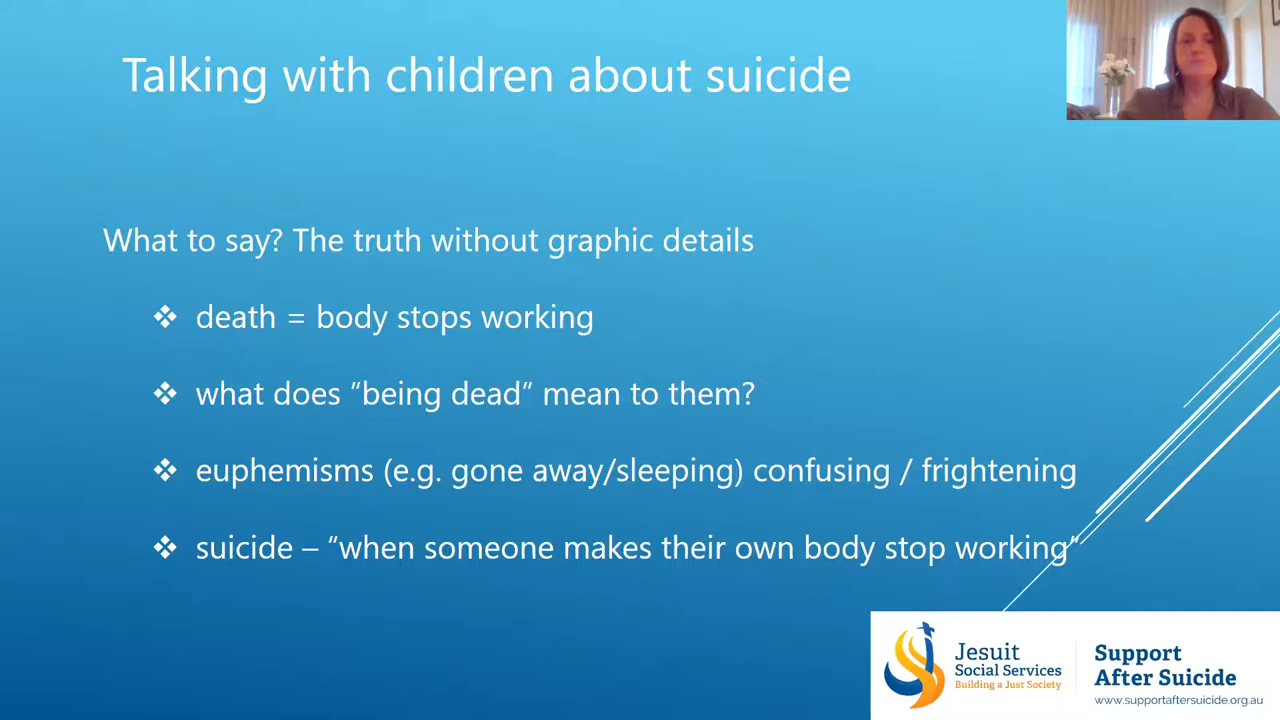 Talking with children about suicide
What to say? The truth without graphic details
❖ death = body stops working
❖ what does “being dead” mean to them?
❖ euphemisms (e.g. gone away/sleeping) confusing / frightening
❖ suicide – “when someone makes their own body stop working”
Jesuit
Social Services
Building a Just Society
Support
After Suicide
www.supportaftersuicide.org.au